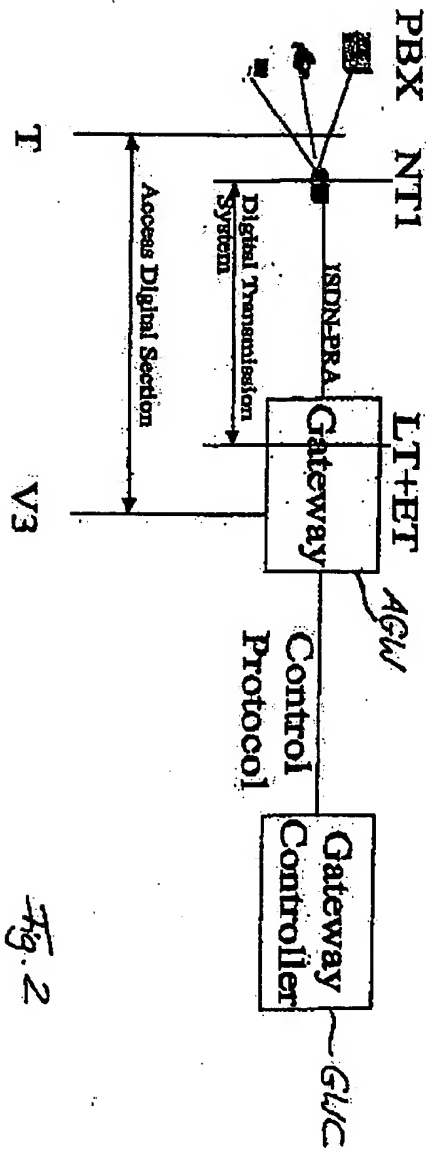 PBX
NT1
LT+ET
AGW
ISDN-PRA
Gateway
Control
Protocol
Gateway
Controller
GWC
Digital Transmission
System
Access Digital Section
T
V3
Fig. 2